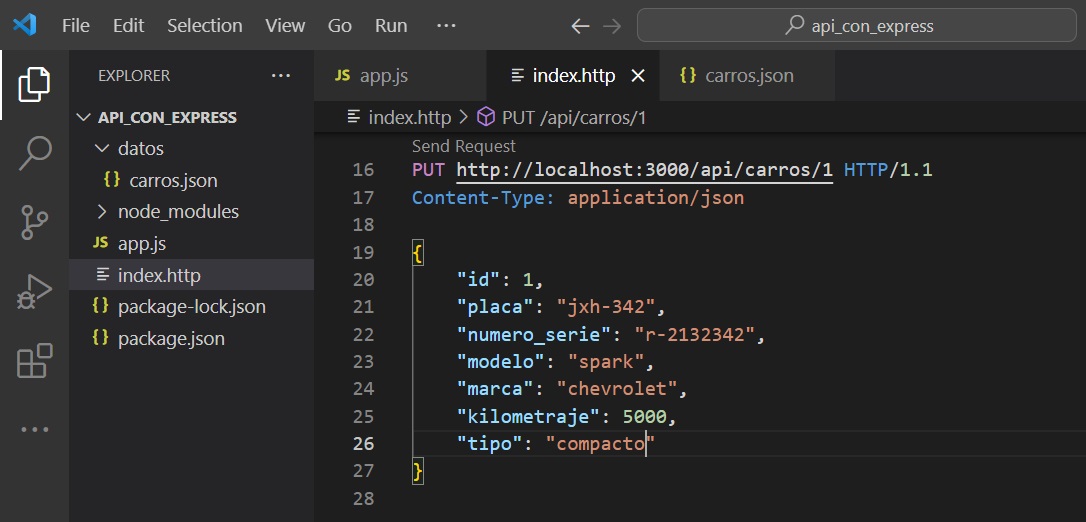 File Edit Selection View Go Run ··· ← → api_con_express
EXPLORER ···
API_CON_EXPRESS
datos
{} carros.json
node_modules
JS app.js
index.http
{} package-lock.json
{} package.json
JS app.js index.http × {} carros.json
index.http > PUT /api/carros/1
Send Request
16 PUT http://localhost:3000/api/carros/1 HTTP/1.1
17 Content-Type: application/json
18
19 {
20 "id": 1,
21 "placa": "jxh-342",
22 "numero_serie": "r-2132342",
23 "modelo": "spark",
24 "marca": "chevrolet",
25 "kilometraje": 5000,
26 "tipo": "compacto"
27 }
28